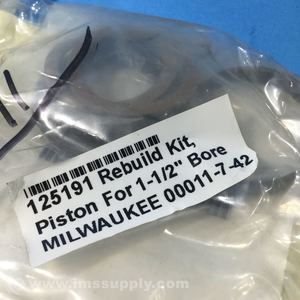 125191 Rebuild Kit,
Piston For 1-1/2" Bore
MILWAUKEE 00011-7-42
www.imssupply.com